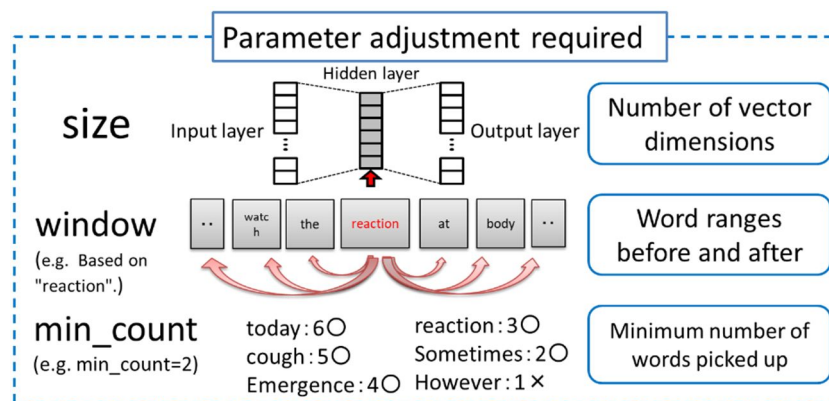 Parameter adjustment required
Hidden layer
size
Input layer
Output layer
Number of vector
dimensions
window
(e.g. Based on
"reaction".)
··
watc
h
the
reaction
at
body
··
Word ranges
before and after
min_count
(e.g. min_count=2)
today:6○
cough:5○
Emergence:4○
reaction:3○
Sometimes:2○
However:1×
Minimum number of
words picked up